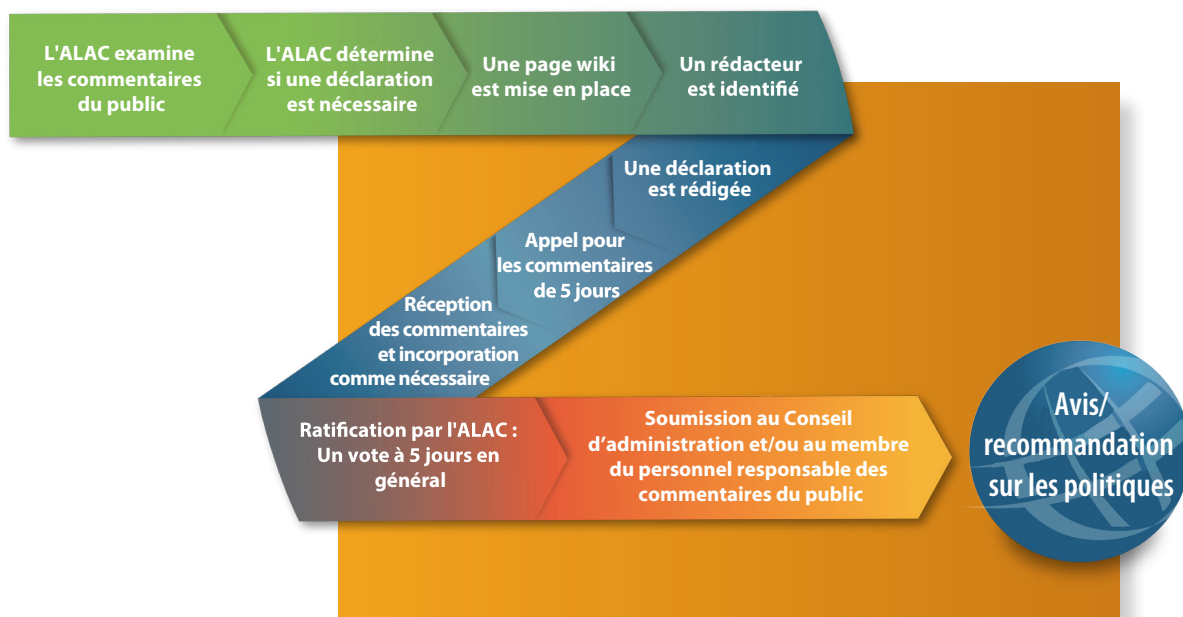 L'ALAC examine
les commentaires
du public
L'ALAC détermine
si une déclaration
est nécessaire
Une page wiki
est mise en place
Un rédacteur
est identifié
Une déclaration
est rédigée
Appel pour
les commentaires
de 5 jours
Réception
des commentaires
et incorporation
comme nécessaire
Ratification par l'ALAC :
Un vote à 5 jours en
général
Soumission au Conseil
d’administration et/ou au membre
du personnel responsable des
commentaires du public
Avis/
recommandation
sur les politiques